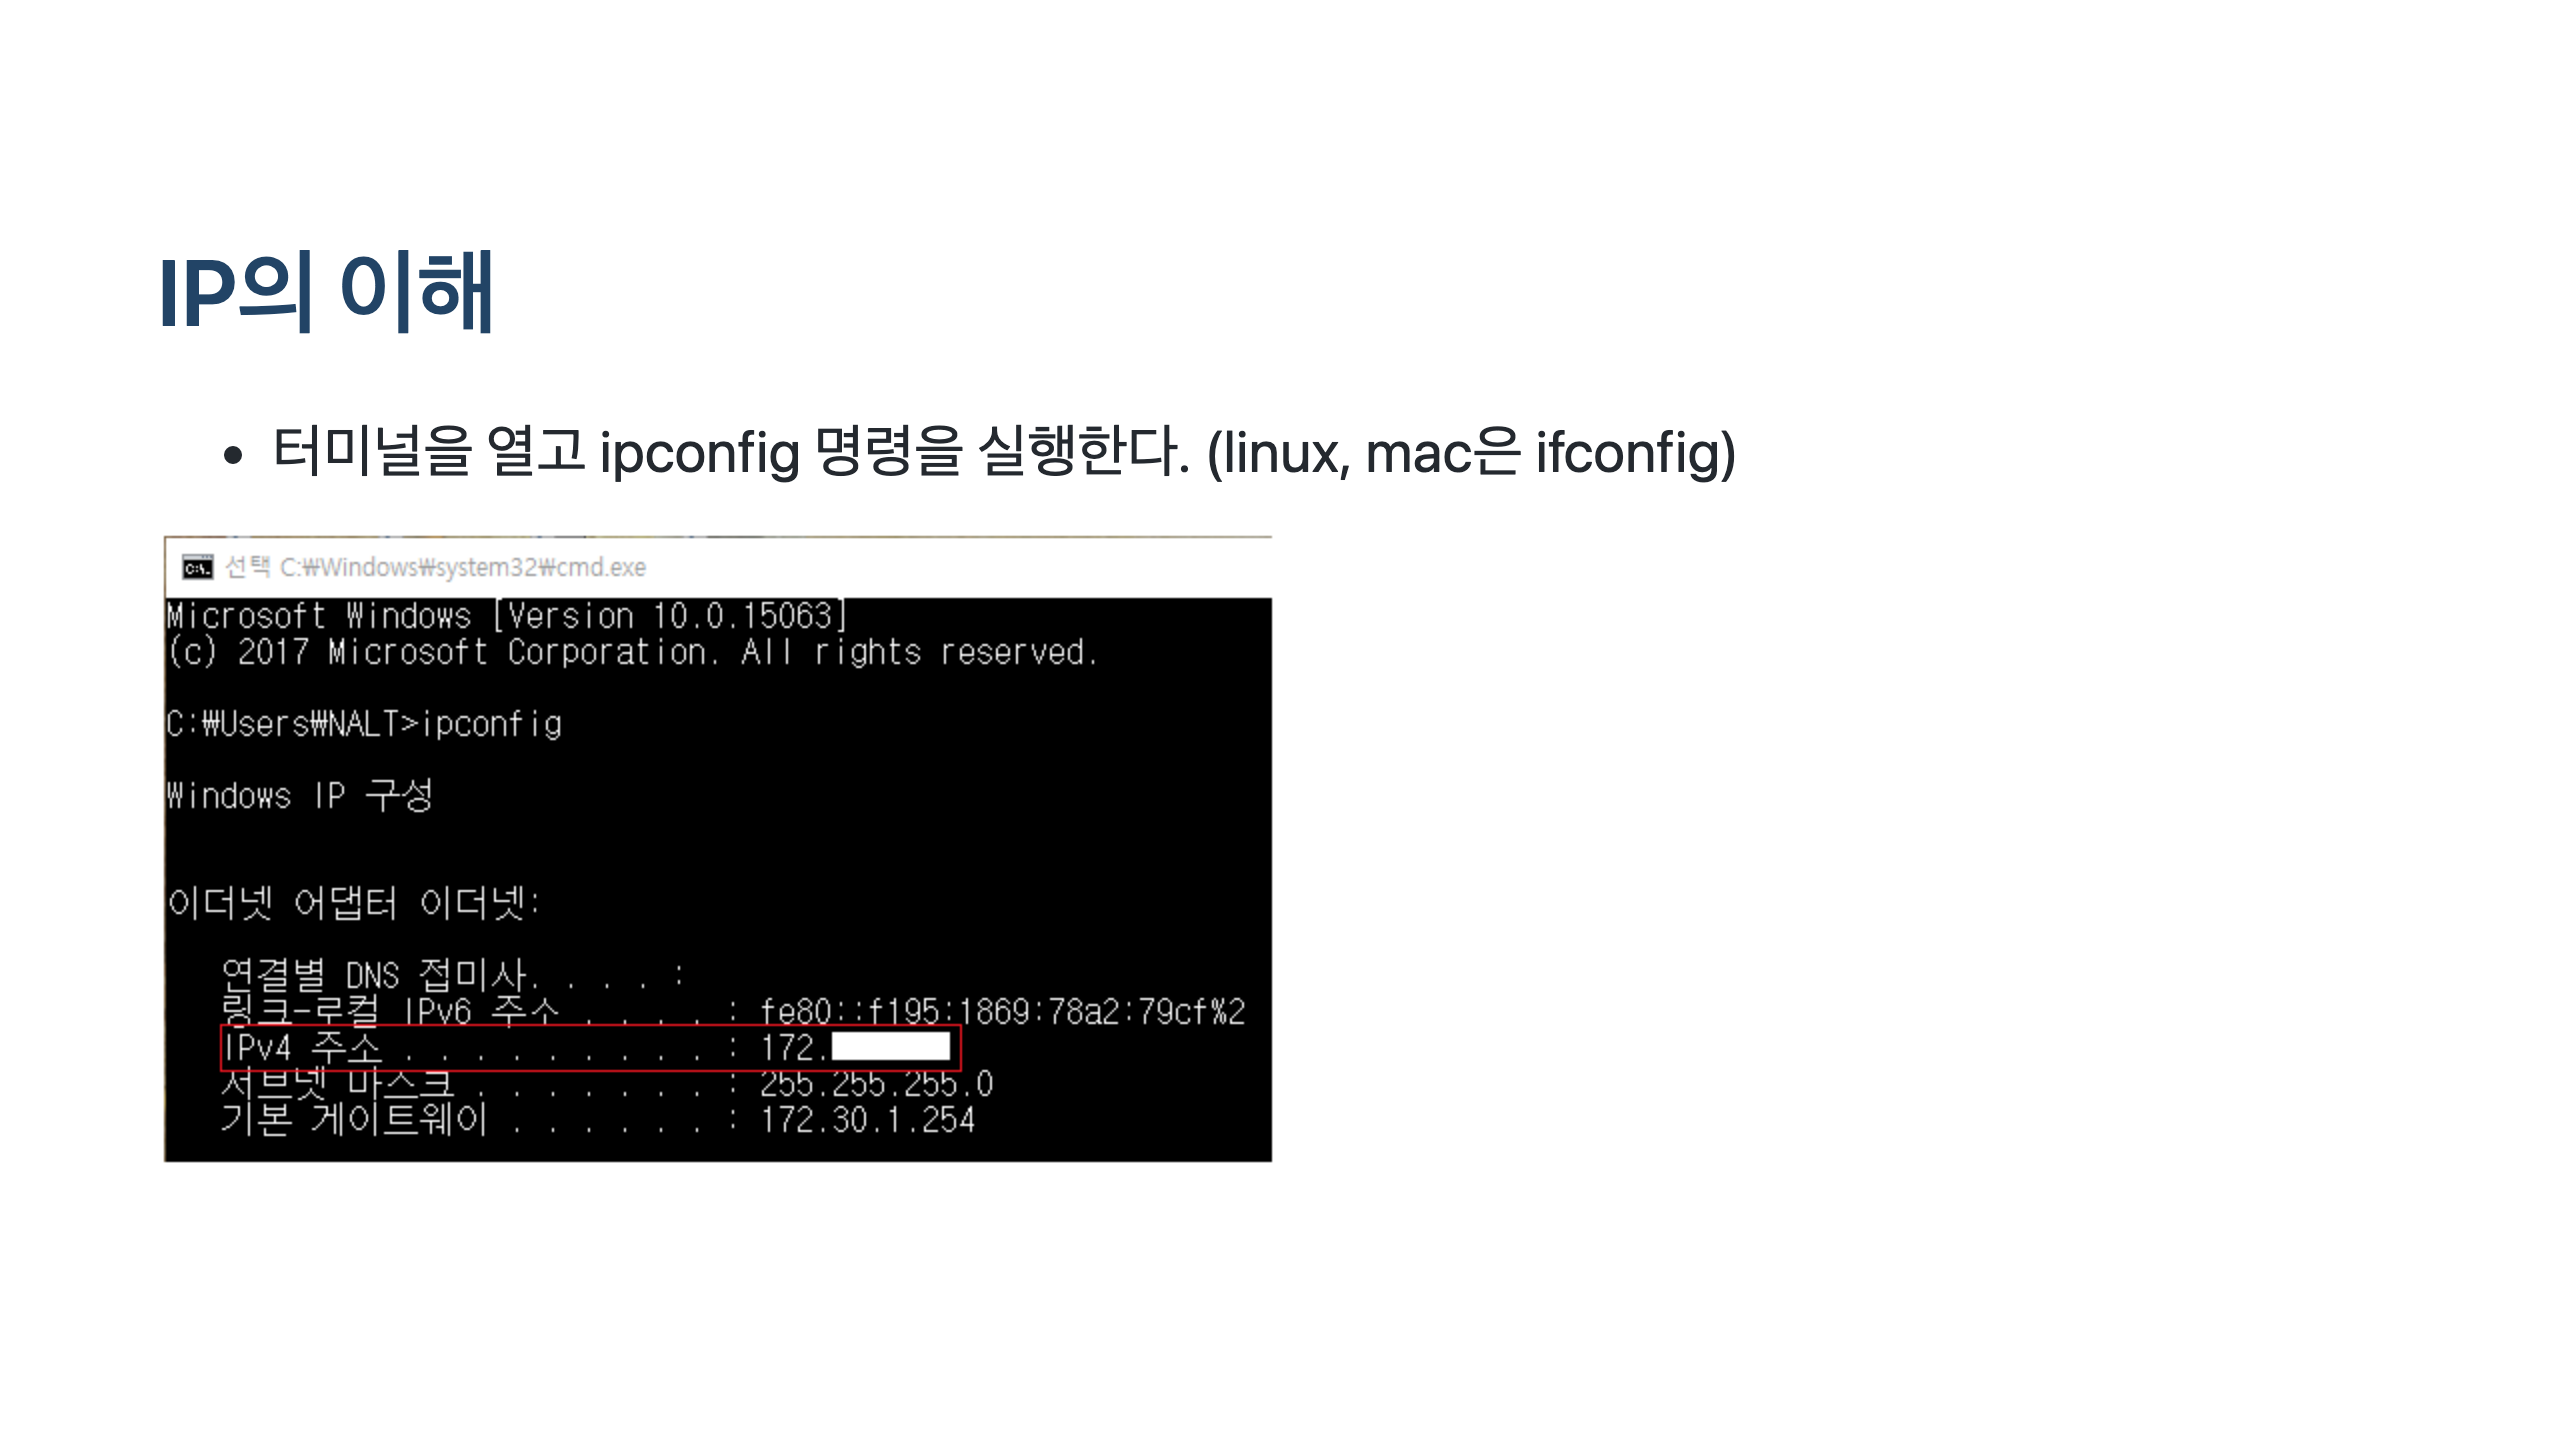 IP의 이해
• 터미널을 열고 ipconfig 명령을 실행한다. (linux, mac은 ifconfig)
선택 C:₩Windows₩system32₩cmd.exe
Microsoft Windows [Version 10.0.15063]
(c) 2017 Microsoft Corporation. All rights reserved.
C:₩Users₩NALT>ipconfig
Windows IP 구성
이더넷 어댑터 이더넷:
연결별 DNS 접미사. . . . :
링크-로컬 IPv6 주소 . . . . : fe80::f195:1869:78a2:79cf%2
IPv4 주소 . . . . . . . . . : 172.
서브넷 마스크 . . . . . . . : 255.255.255.0
기본 게이트웨이 . . . . . . : 172.30.1.254